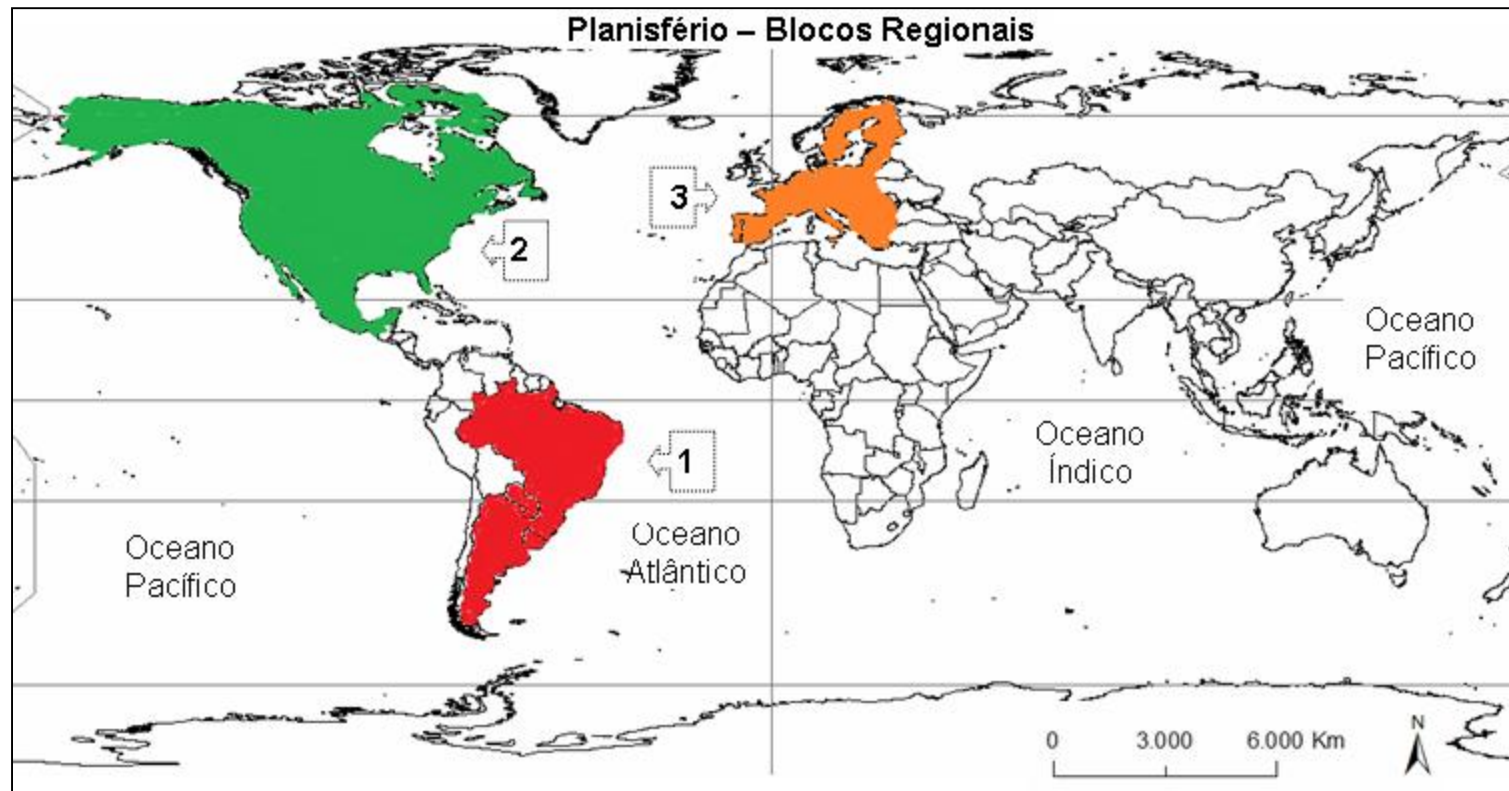 Planisfério – Blocos Regionais
3
2
Oceano
Pacífico
1
Oceano
Índico
Oceano
Atlântico
Oceano
Pacífico
N
0 3.000 6.000 Km